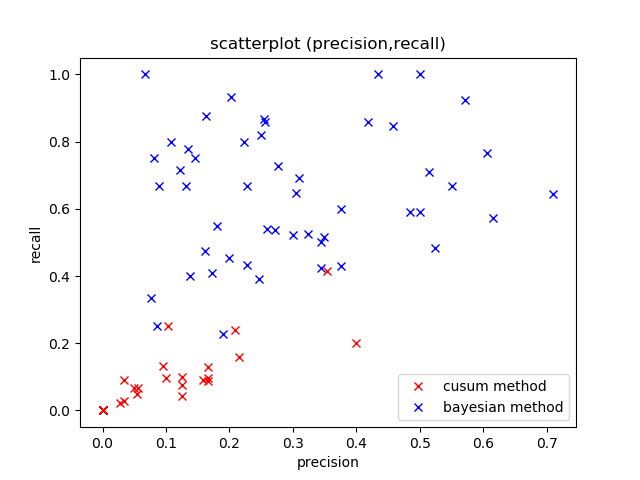 scatterplot (precision,recall)
1.0
0.8
0.6
0.4
0.2
0.0
recall
cusum method
bayesian method
0.0 0.1 0.2 0.3 0.4 0.5 0.6 0.7
precision